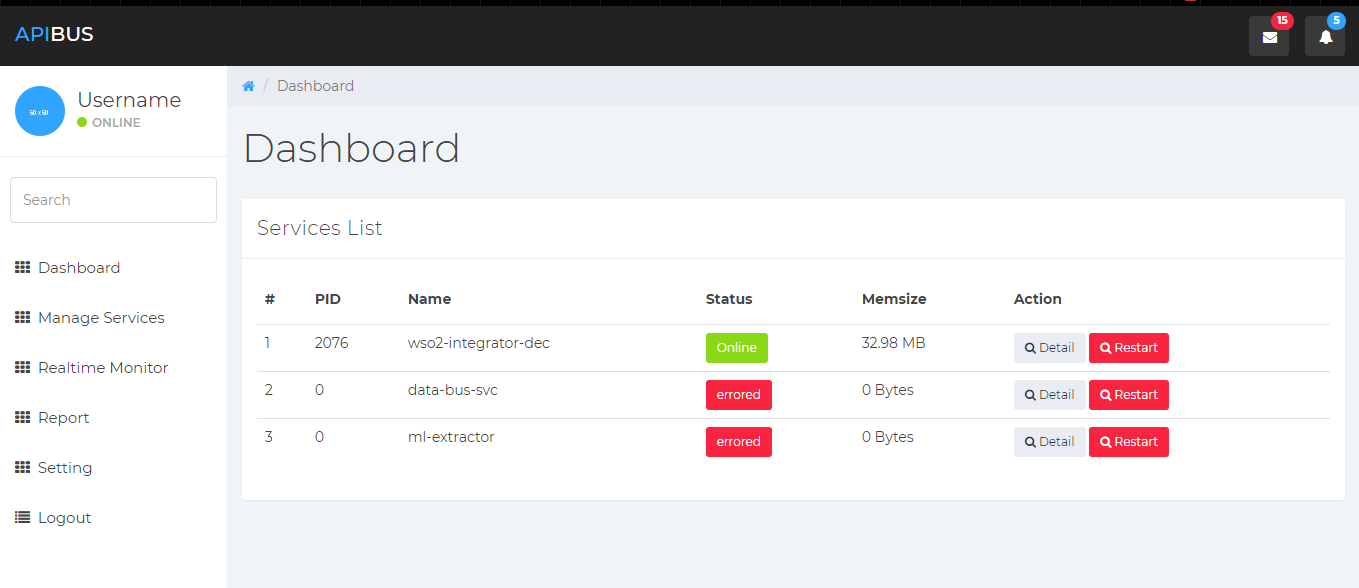 APIBUS
15
5
50 x 50
Username
ONLINE
Search
Dashboard
Manage Services
Realtime Monitor
Report
Setting
Logout
/ Dashboard
Dashboard
Services List
# PID Name Status Memsize Action
1 2076 wso2-integrator-dec Online 32.98 MB Detail Restart
2 0 data-bus-svc errored 0 Bytes Detail Restart
3 0 ml-extractor errored 0 Bytes Detail Restart